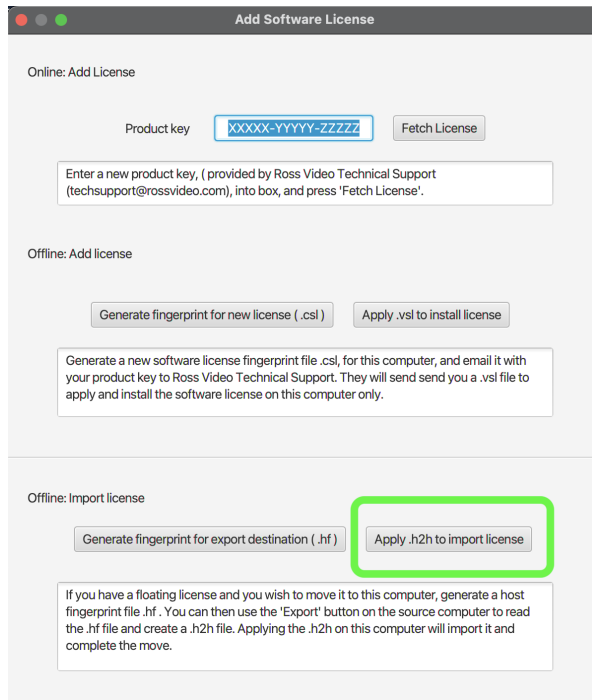 Add Software License
Online: Add License
Product key XXXXX-YYYYY-ZZZZZ Fetch License
Enter a new product key, ( provided by Ross Video Technical Support
(techsupport@rossvideo.com), into box, and press 'Fetch License'.
Offline: Add license
Generate fingerprint for new license ( .csl ) Apply .vsl to install license
Generate a new software license fingerprint file .csl, for this computer, and email it with
your product key to Ross Video Technical Support. They will send send you a .vsl file to
apply and install the software license on this computer only.
Offline: Import license
Generate fingerprint for export destination ( .hf ) Apply .h2h to import license
If you have a floating license and you wish to move it to this computer, generate a host
fingerprint file .hf . You can then use the 'Export' button on the source computer to read
the .hf file and create a .h2h file. Applying the .h2h on this computer will import it and
complete the move.